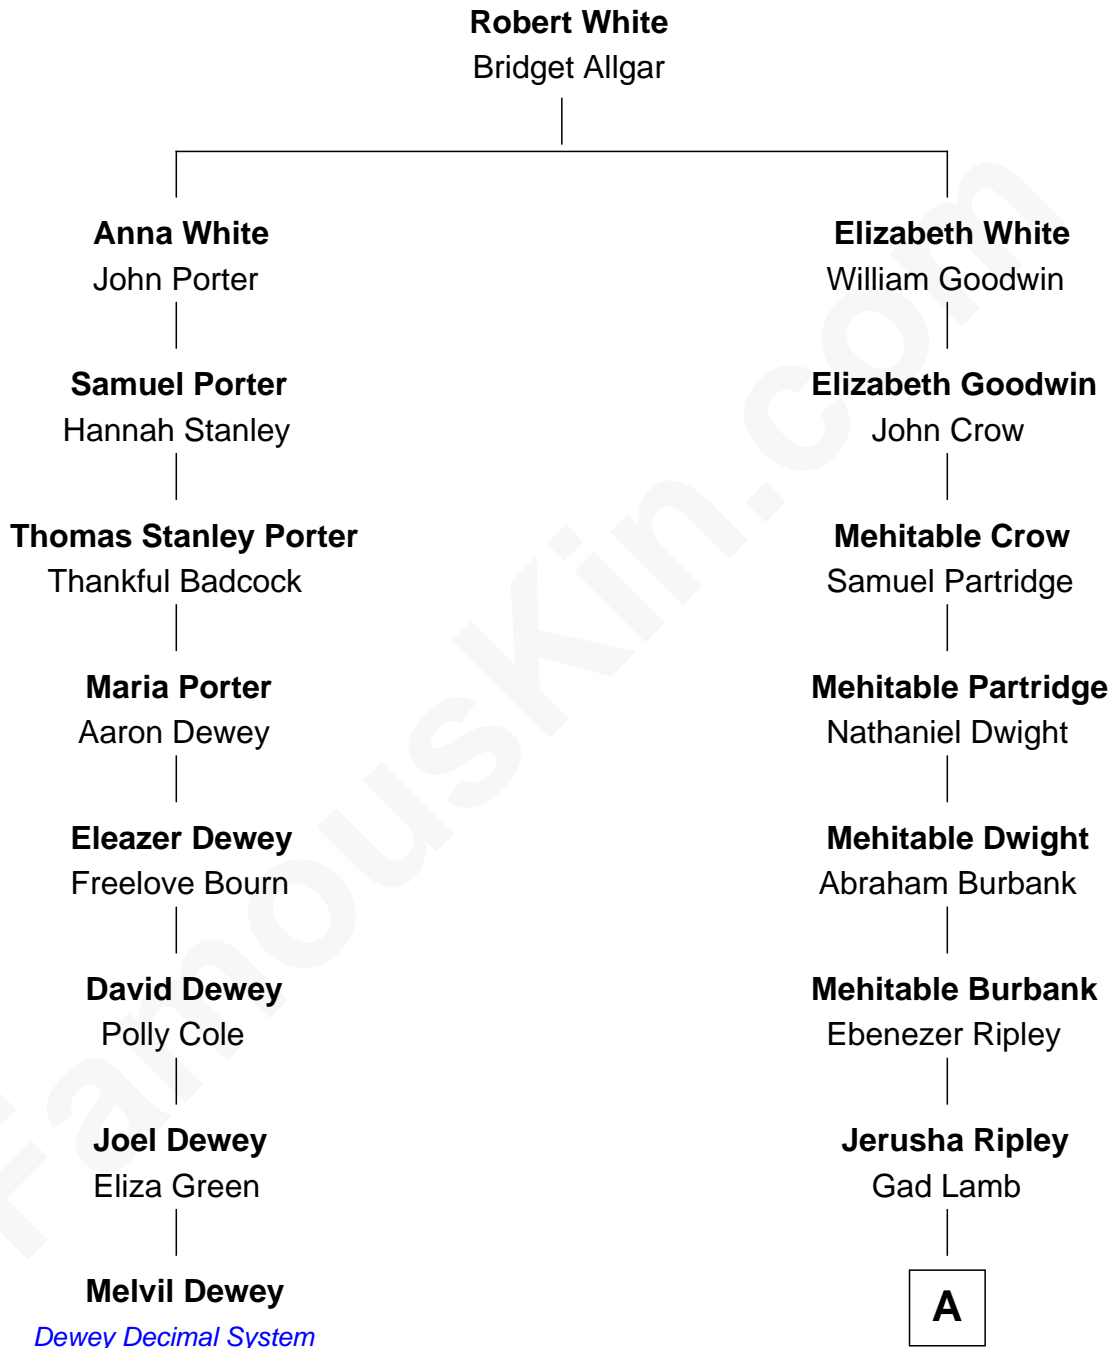 Robert White
Bridget Allgar
Anna White
John Porter
Elizabeth White
William Goodwin
Samuel Porter
Hannah Stanley
Elizabeth Goodwin
John Crow
Thomas Stanley Porter
Thankful Badcock
Mehitable Crow
Samuel Partridge
Maria Porter
Aaron Dewey
Mehitable Partridge
Nathaniel Dwight
Eleazer Dewey
Freelove Bourn
Mehitable Dwight
Abraham Burbank
David Dewey
Polly Cole
Mehitable Burbank
Ebenezer Ripley
Joel Dewey
Eliza Green
Jerusha Ripley
Gad Lamb
Melvil Dewey
Dewey Decimal System
A
FamousKin.com